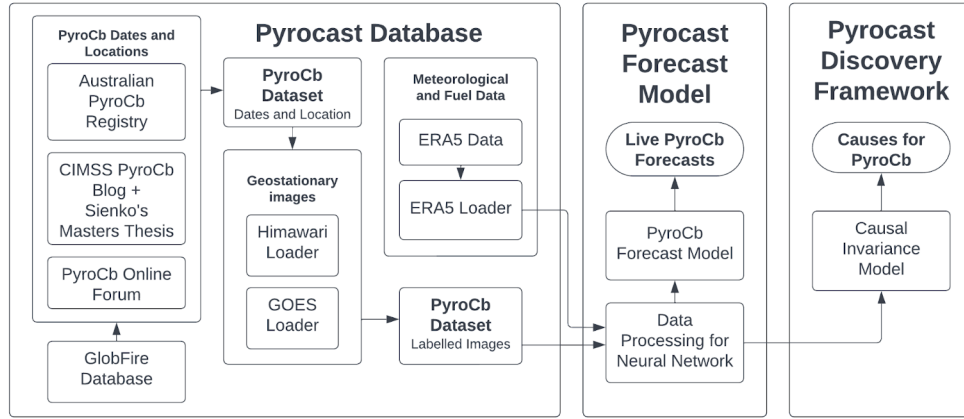 Pyrocast Database
PyroCb Dates and
Locations
Australian
PyroCb
Registry
CIMSS PyroCb
Blog +
Sienko's
Masters Thesis
PyroCb Online
Forum
GlobFire
Database
PyroCb
Dataset
Dates and Location
Geostationary
images
Himawari
Loader
GOES
Loader
Meteorological
and Fuel Data
ERA5 Data
ERA5 Loader
PyroCb
Dataset
Labelled Images
Pyrocast
Forecast
Model
Live PyroCb
Forecasts
PyroCb
Forecast Model
Data
Processing for
Neural Network
Pyrocast
Discovery
Framework
Causes for
PyroCb
Causal
Invariance
Model